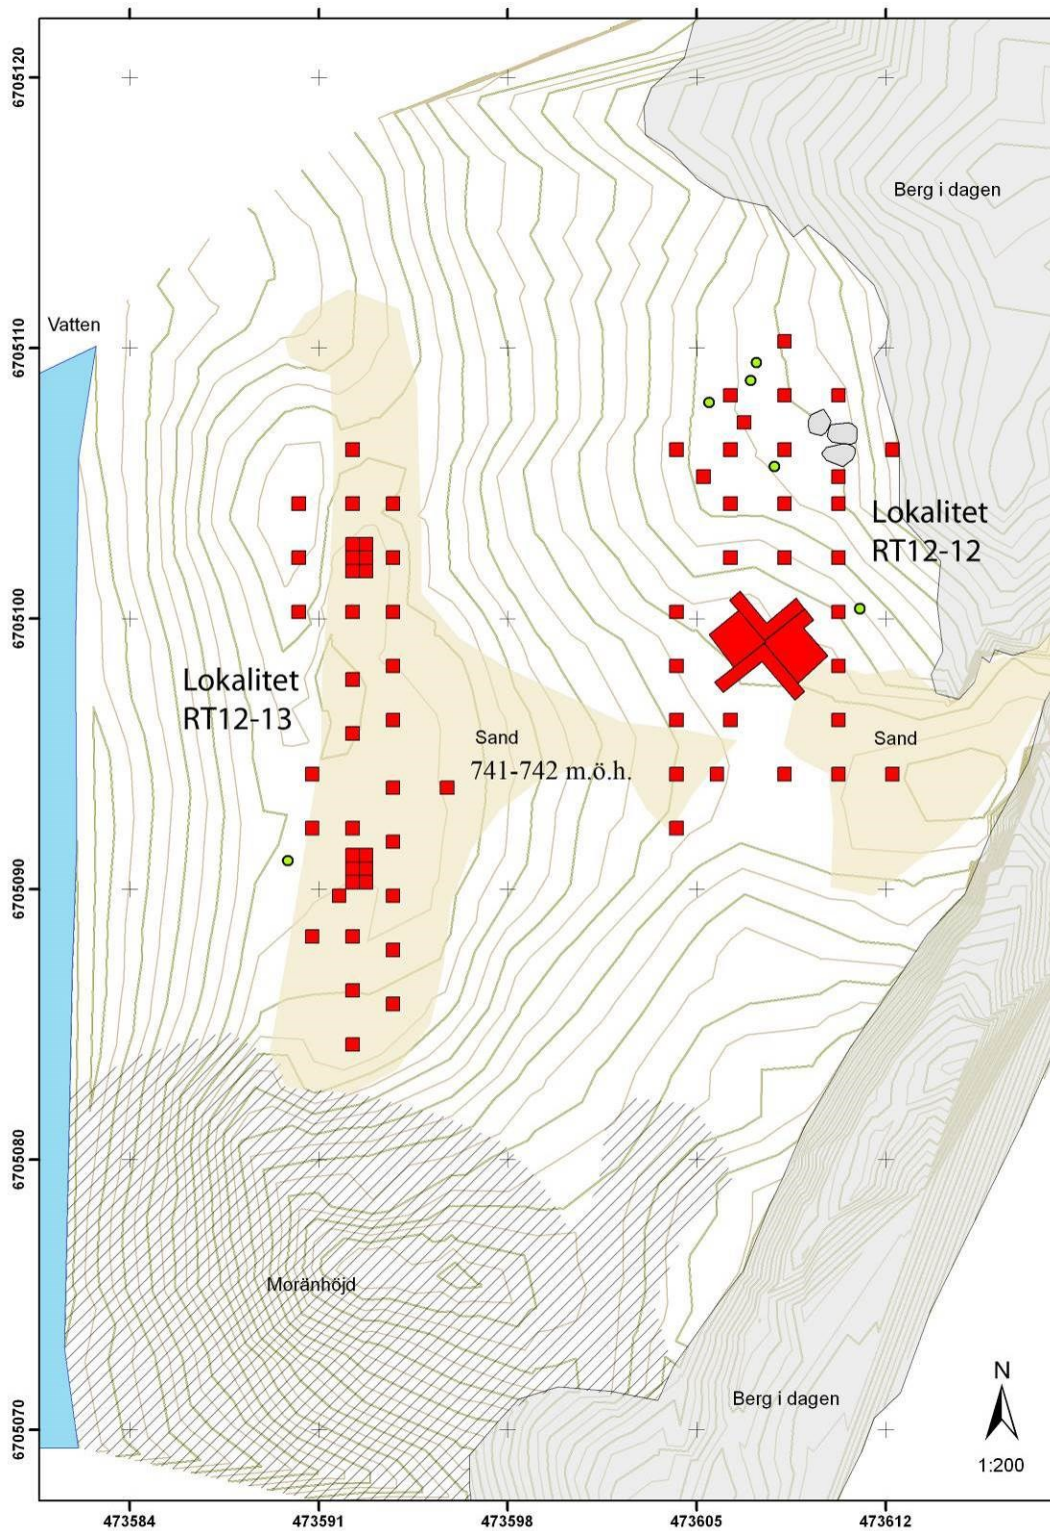 6705120
Berg i dagen
Vatten
6705110
Lokalitet
RT12-12
6705100
Lokalitet
RT12-13
Sand
741-742 m.ö.h.
Sand
6705090
6705080
Moränhöjd
Berg i dagen
N
6705070
1:200
473584
473591
473598
473605
473612